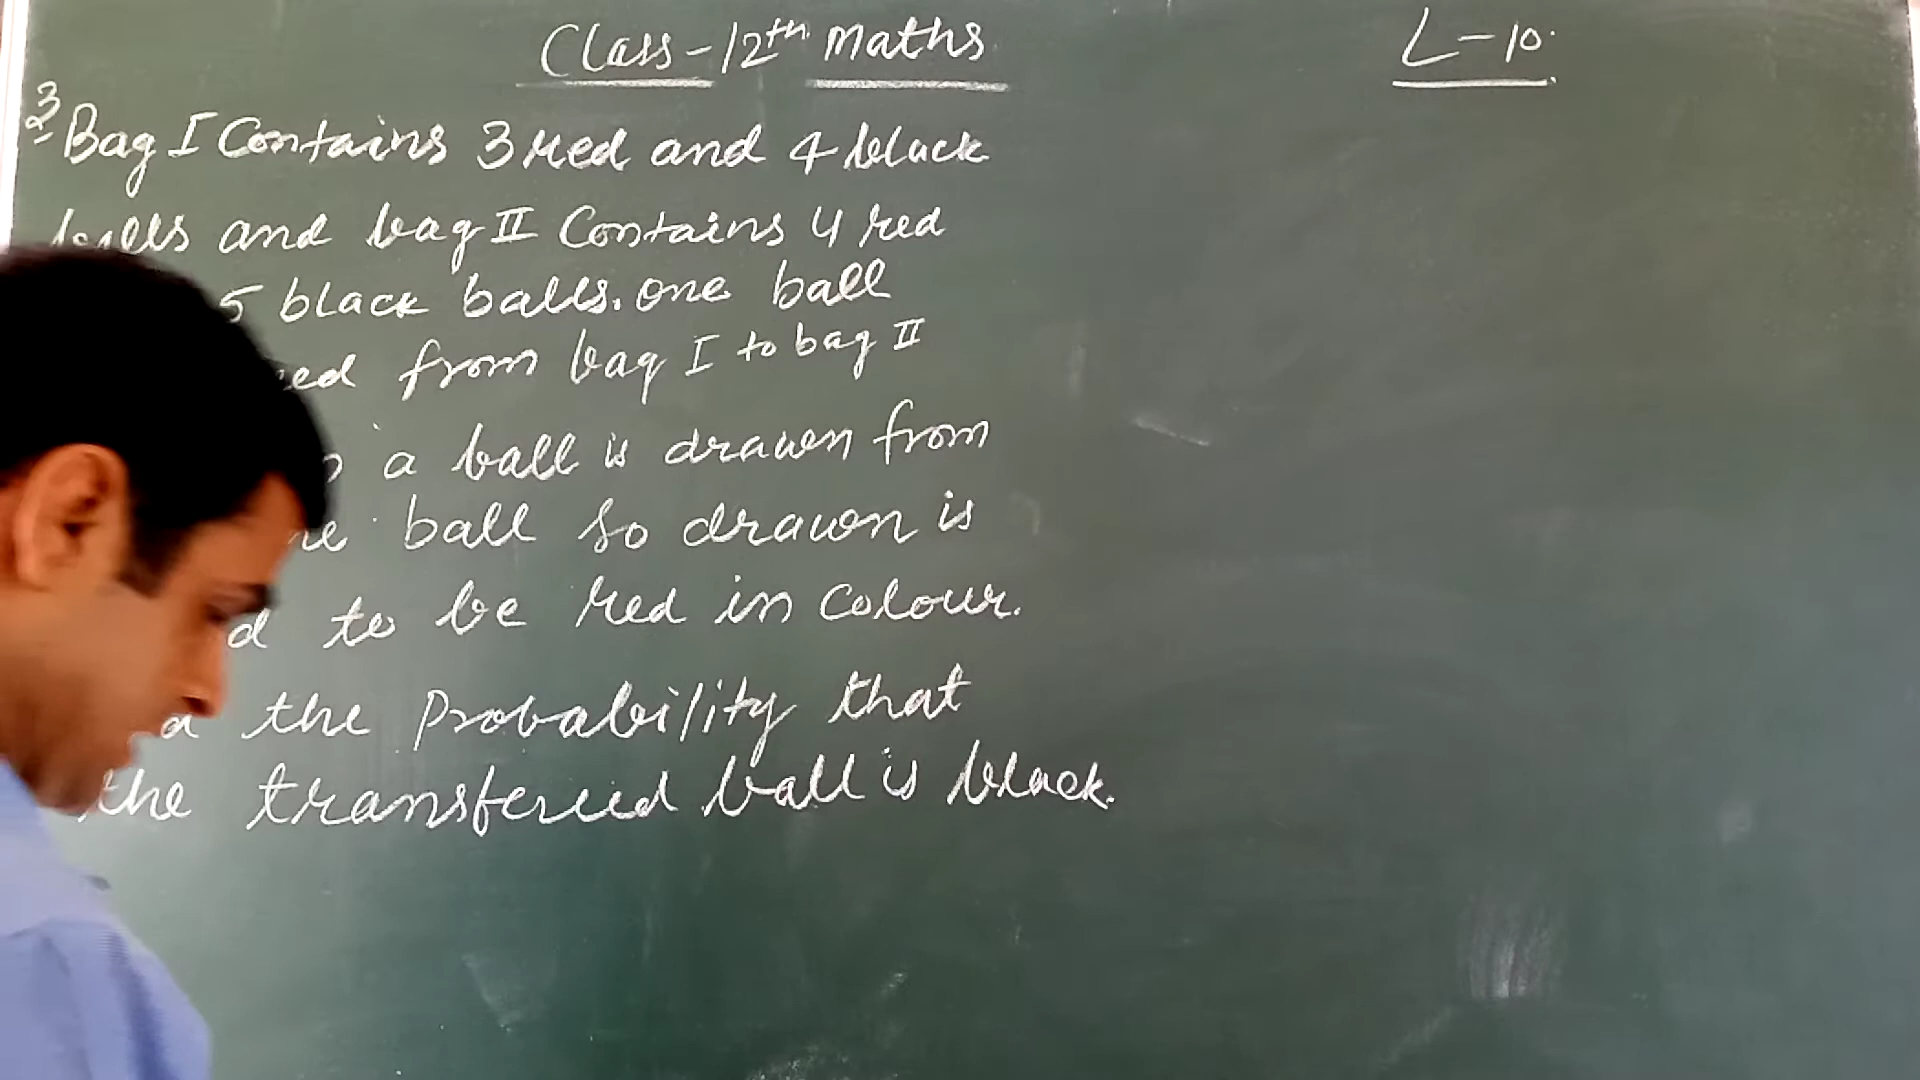 Class-12th Maths
L-10.
3 Bag I Contains 3 red and 4 black
balls and bag II Contains 4 red
5 black balls. one ball
from bag I to bag II
a ball is drawn from
ball so drawn is
to be red in Colour.
the Probability that
the transferred ball is black.